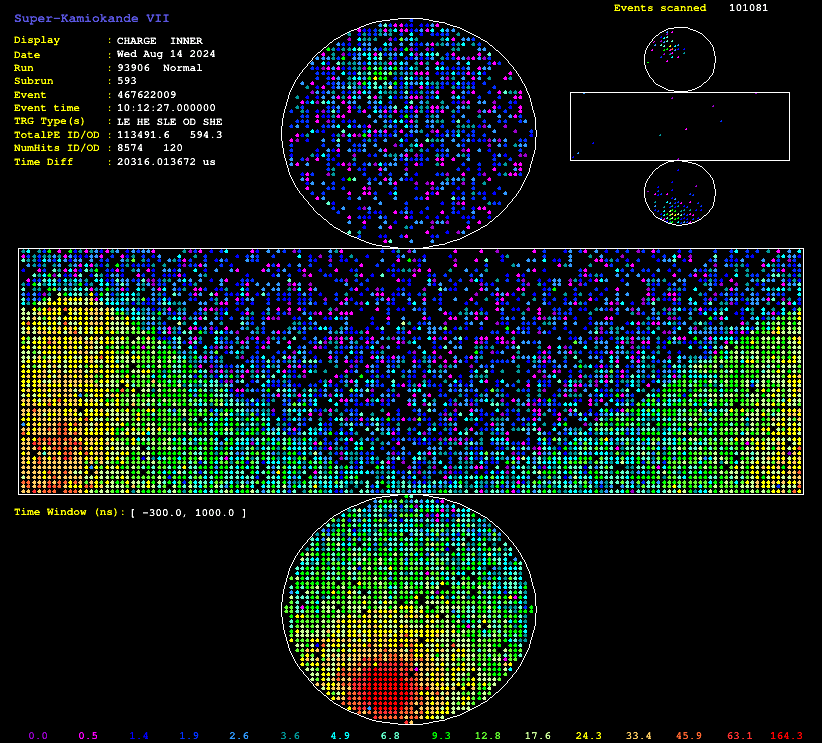 Super-Kamiokande VII
Events scanned 101081
Display : CHARGE INNER
Date : Wed Aug 14 2024
Run : 93906 Normal
Subrun : 593
Event : 467622009
Event time : 10:12:27.000000
TRG Type(s) : LE HE SLE OD SHE
TotalPE ID/OD : 113491.6 594.3
NumHits ID/OD : 8574 120
Time Diff : 20316.013672 us
Time Window (ns): [ -300.0, 1000.0 ]
0.0 0.5 1.4 1.9 2.6 3.6 4.9 6.8 9.3 12.8 17.6 24.3 33.4 45.9 63.1 164.3